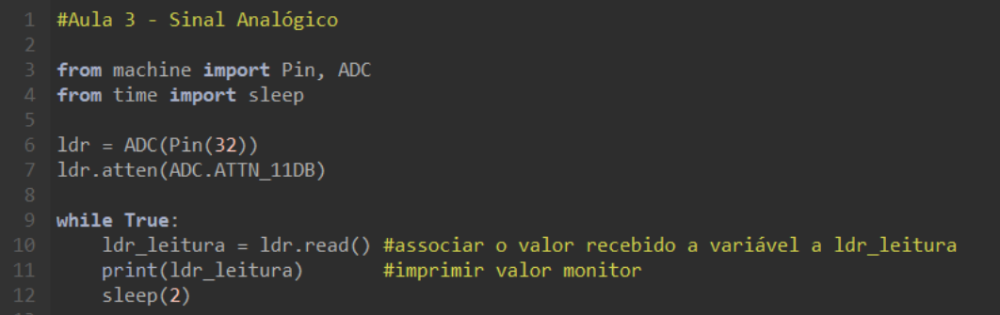 1 #Aula 3 - Sinal Analógico
2
3 from machine import Pin, ADC
4 from time import sleep
5
6 ldr = ADC(Pin(32))
7 ldr.atten(ADC.ATTN_11DB)
8
9 while True:
10     ldr_leitura = ldr.read() #associar o valor recebido a variável a ldr_leitura
11     print(ldr_leitura)       #imprimir valor monitor
12     sleep(2)